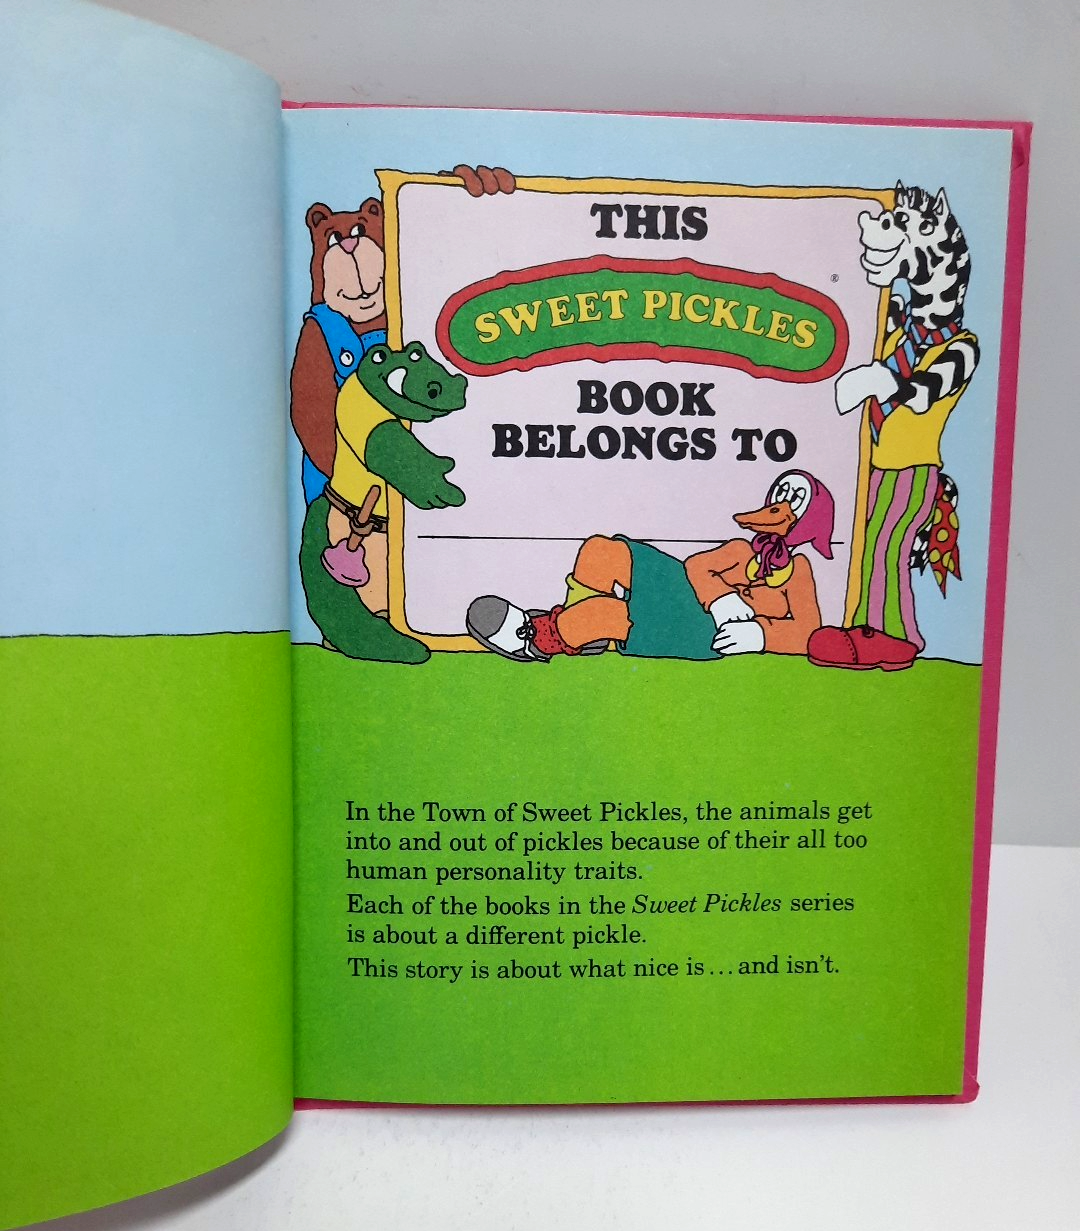 THIS
SWEET PICKLES
®
BOOK
BELONGS TO
In the Town of Sweet Pickles, the animals get
into and out of pickles because of their all too
human personality traits.
Each of the books in the Sweet Pickles series
is about a different pickle.
This story is about what nice is...and isn't.